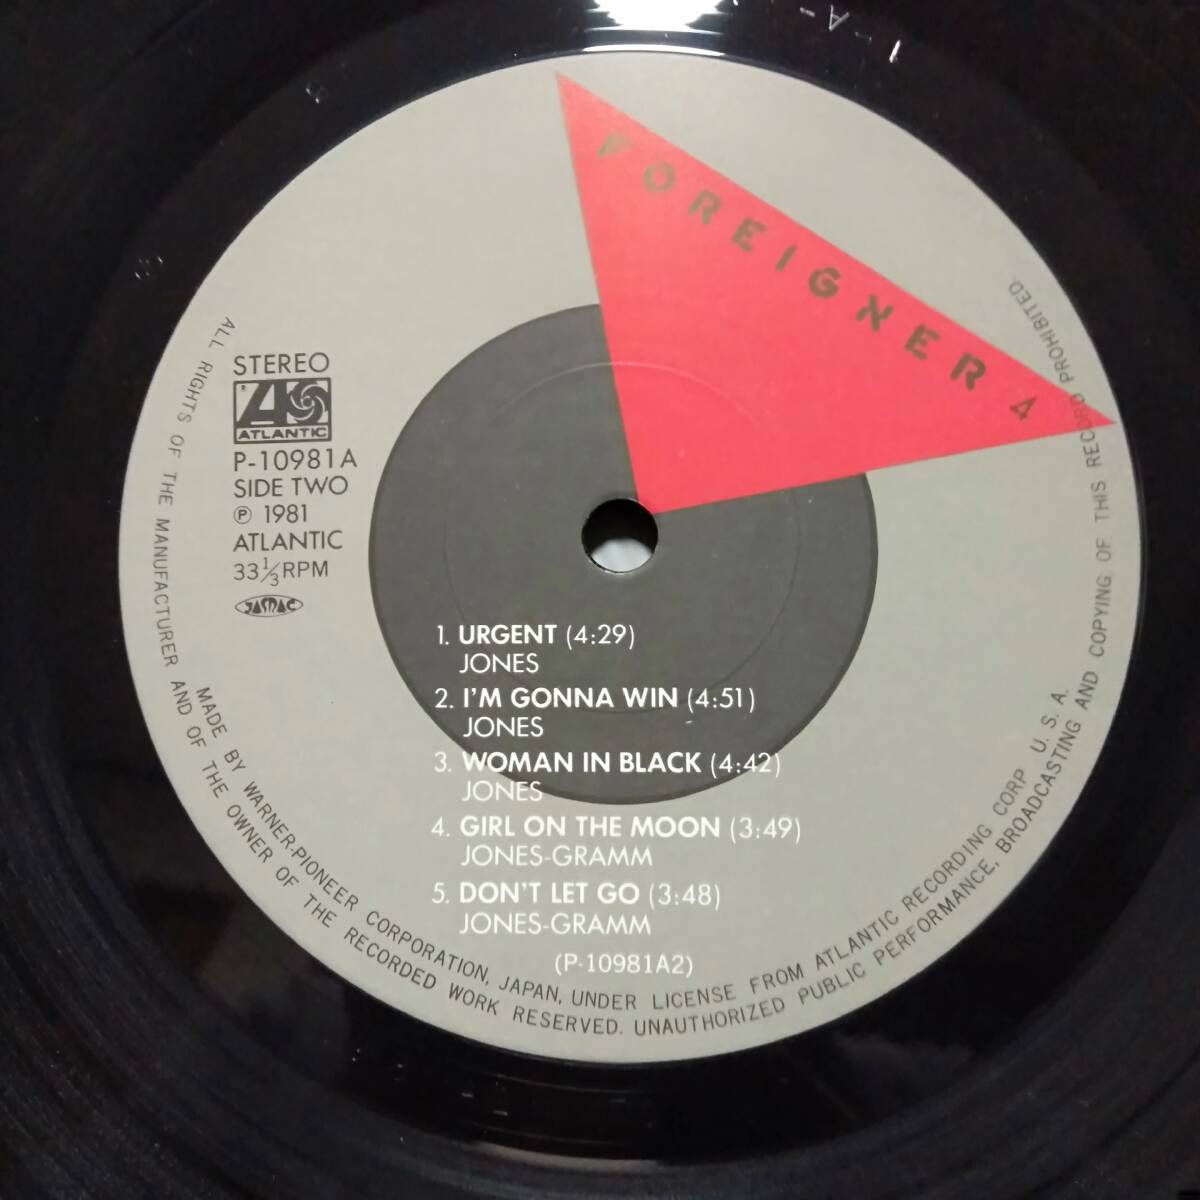 FOREIGNER 4
STEREO
ATLANTIC
P-10981A
SIDE TWO
℗ 1981
ATLANTIC
33 1/3 RPM
JASRAC
1. URGENT (4:29)
JONES
2. I'M GONNA WIN (4:51)
JONES
3. WOMAN IN BLACK (4:42)
JONES
4. GIRL ON THE MOON (3:49)
JONES-GRAMM
5. DON'T LET GO (3:48)
JONES-GRAMM
(P-10981A2)
MADE BY WARNER-PIONEER CORPORATION, JAPAN, UNDER LICENSE FROM ATLANTIC RECORDING CORP U. S. A.
ALL RIGHTS OF THE MANUFACTURER AND OF THE OWNER OF THE RECORDED WORK RESERVED. UNAUTHORIZED PUBLIC PERFORMANCE, BROADCASTING AND COPYING OF THIS RECORD PROHIBITED.